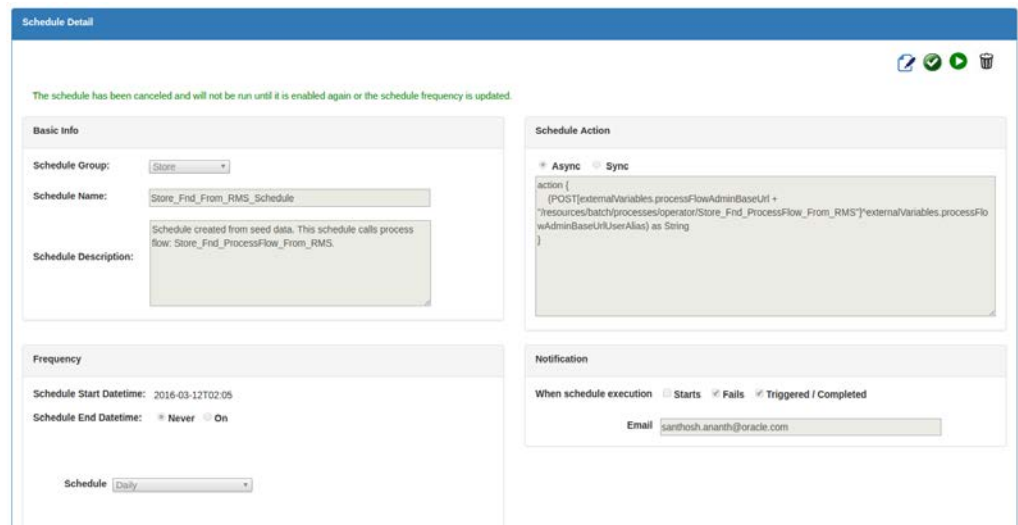 Schedule Detail
The schedule has been canceled and will not be run until it is enabled again or the schedule frequency is updated.
Basic Info
Schedule Group: Store
Schedule Name: Store_Fnd_From_RMS_Schedule
Schedule Description: Schedule created from seed data. This schedule calls process
flow: Store_Fnd_ProcessFlow_From_RMS.
Schedule Action
Async Sync
action {
(POST[externalVariables.processFlowAdminBaseUrl +
"/resources/batch/processes/operator/Store_Fnd_ProcessFlow_From_RMS"]^externalVariables.processFlo
wAdminBaseUrlUserAlias) as String
}
Frequency
Schedule Start Datetime: 2016-03-12T02:05
Schedule End Datetime: Never On
Schedule Daily
Notification
When schedule execution Starts Fails Triggered / Completed
Email santhosh.ananth@oracle.com